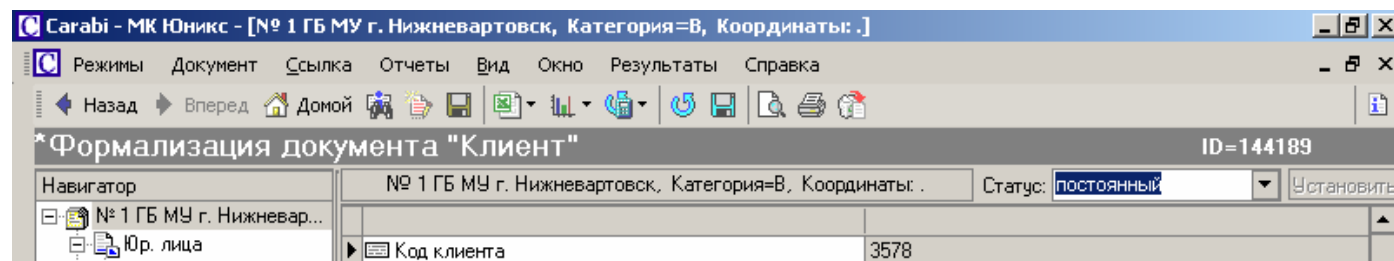 Carabi - МК Юникс - [№ 1 ГБ МУ г. Нижневартовск, Категория=В, Координаты: .]
Режимы Документ Ссылка Отчеты Вид Окно Результаты Справка
Назад Вперед Домой
*Формализация документа "Клиент" ID=144189
Навигатор № 1 ГБ МУ г. Нижневартовск, Категория=В, Координаты: . Статус: постоянный Установить
№ 1 ГБ МУ г. Нижневар...
Юр. лица Код клиента 3578